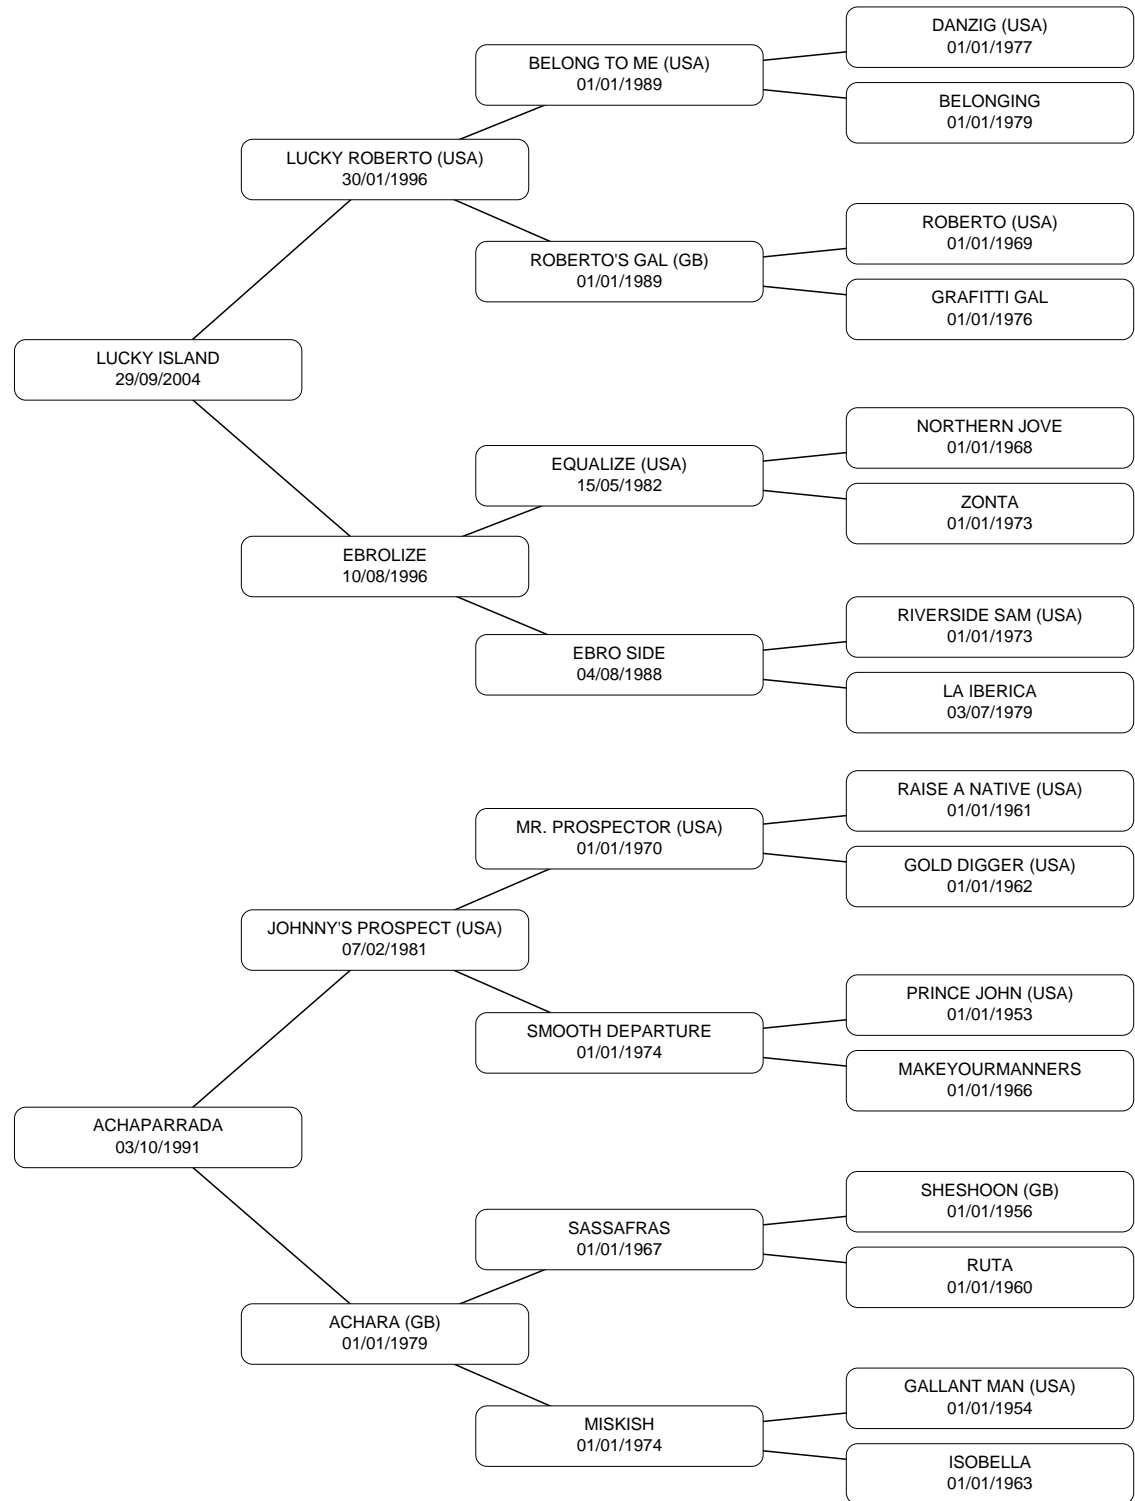 DANZIG (USA)
01/01/1977
BELONG TO ME (USA)
01/01/1989
BELONGING
01/01/1979
LUCKY ROBERTO (USA)
30/01/1996
ROBERTO (USA)
01/01/1969
ROBERTO'S GAL (GB)
01/01/1989
GRAFITTI GAL
01/01/1976
LUCKY ISLAND
29/09/2004
NORTHERN JOVE
01/01/1968
EQUALIZE (USA)
15/05/1982
ZONTA
01/01/1973
EBROLIZE
10/08/1996
RIVERSIDE SAM (USA)
01/01/1973
EBRO SIDE
04/08/1988
LA IBERICA
03/07/1979
RAISE A NATIVE (USA)
01/01/1961
MR. PROSPECTOR (USA)
01/01/1970
GOLD DIGGER (USA)
01/01/1962
JOHNNY'S PROSPECT (USA)
07/02/1981
PRINCE JOHN (USA)
01/01/1953
SMOOTH DEPARTURE
01/01/1974
MAKEYOURMANNERS
01/01/1966
ACHAPARRADA
03/10/1991
SHESHOON (GB)
01/01/1956
SASSAFRAS
01/01/1967
RUTA
01/01/1960
ACHARA (GB)
01/01/1979
GALLANT MAN (USA)
01/01/1954
MISKISH
01/01/1974
ISOBELLA
01/01/1963